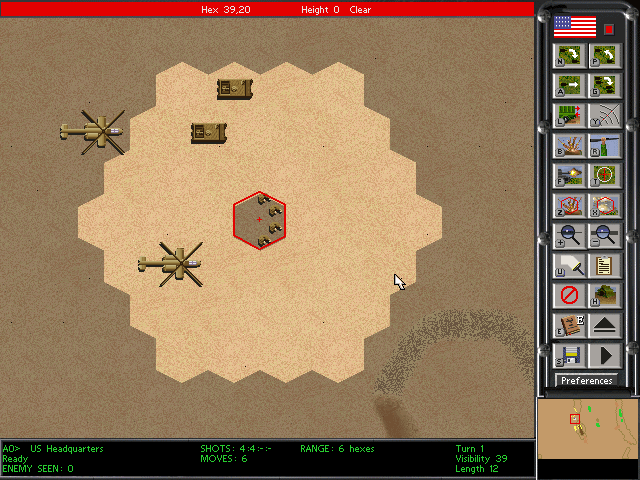 Hex 39,20 Height 0 Clear
N P
A G
L Y
B R
F T
Z X
+ −
U
H
E E
S
Preferences
A0> US Headquarters SHOTS: 4:4:-:- RANGE: 6 hexes Turn 1
Ready MOVES: 6 Visibility 39
ENEMY SEEN: 0 Length 12